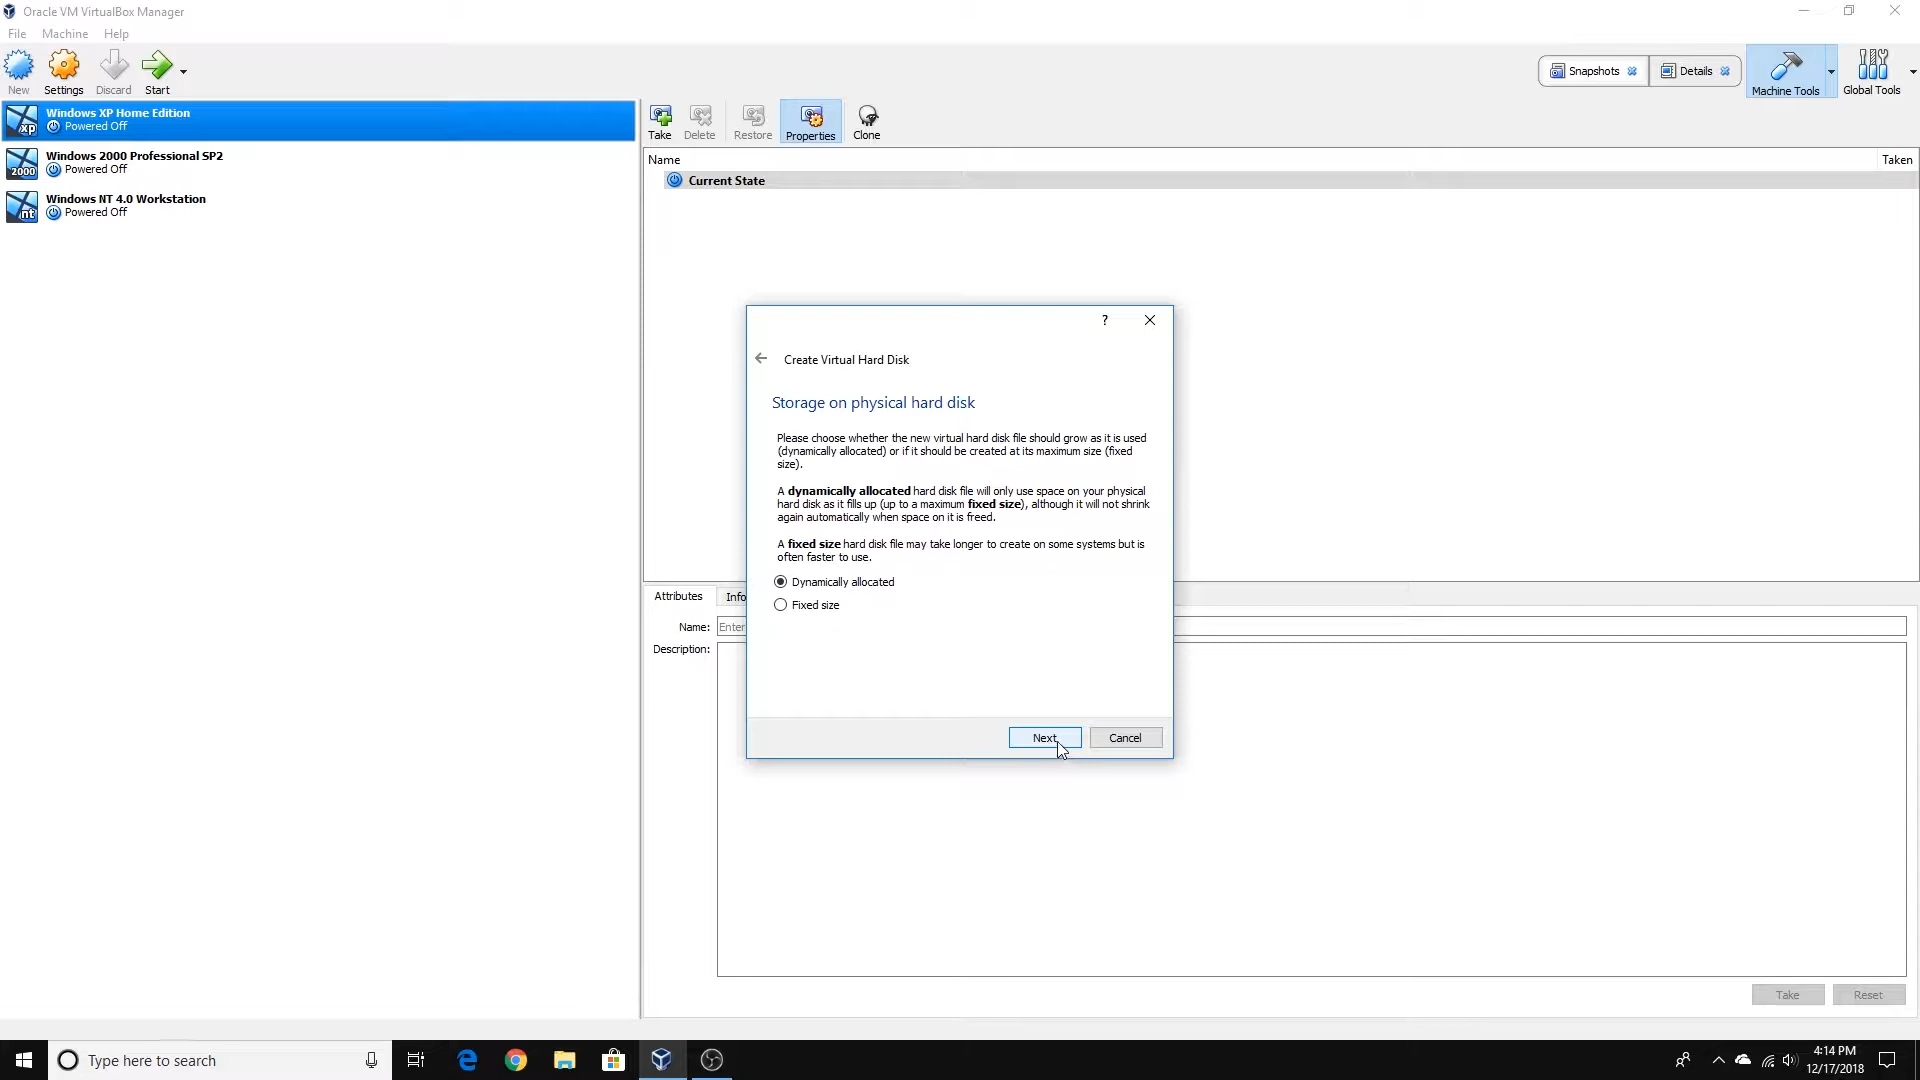 Oracle VM VirtualBox Manager
File Machine Help
New Settings Discard Start
Snapshots Details Machine Tools Global Tools
xp Windows XP Home Edition
Powered Off
2000 Windows 2000 Professional SP2
Powered Off
nt Windows NT 4.0 Workstation
Powered Off
Take Delete Restore Properties Clone
Name Taken
Current State
?
Create Virtual Hard Disk
Storage on physical hard disk
Please choose whether the new virtual hard disk file should grow as it is used
(dynamically allocated) or if it should be created at its maximum size (fixed
size).
A dynamically allocated hard disk file will only use space on your physical
hard disk as it fills up (up to a maximum fixed size), although it will not shrink
again automatically when space on it is freed.
A fixed size hard disk file may take longer to create on some systems but is
often faster to use.
Dynamically allocated
Fixed size
Next Cancel
Attributes Info
Name: Enter
Description:
Take Reset
Type here to search
4:14 PM
12/17/2018